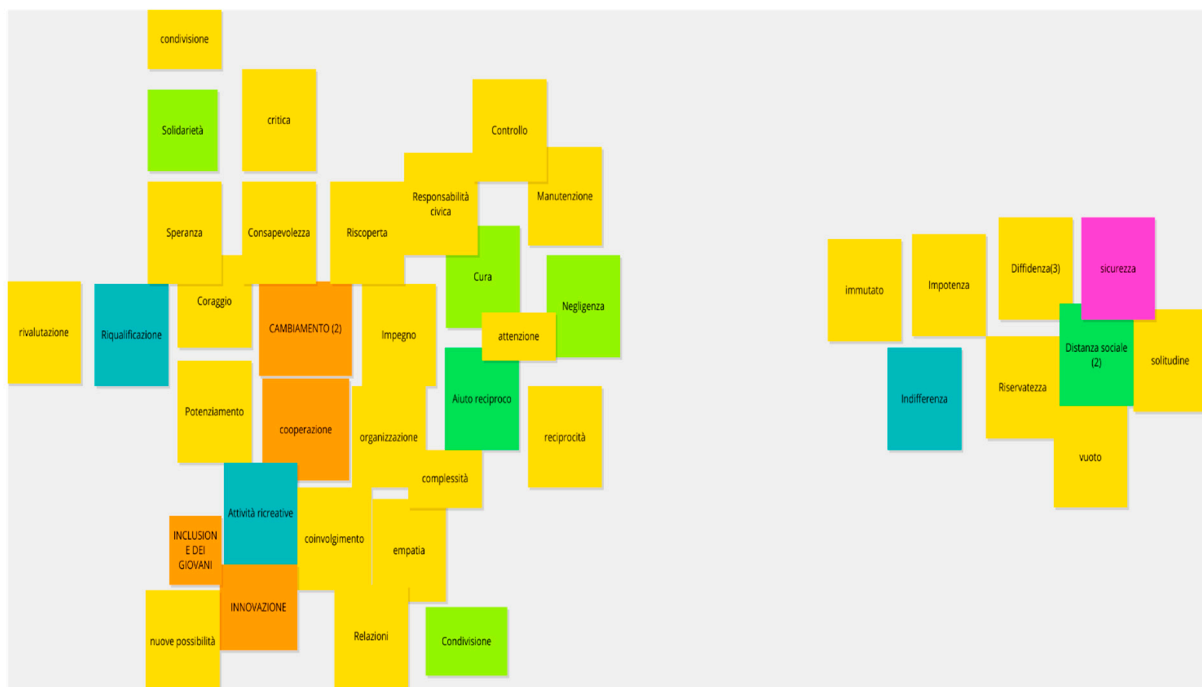 condivisione
Solidarietà
critica
Controllo
Responsabilità
civica
Manutenzione
Speranza
Consapevolezza
Riscoperta
Cura
Negligenza
rivalutazione
Riqualificazione
Coraggio
CAMBIAMENTO (2)
Impegno
attenzione
Potenziamento
cooperazione
organizzazione
Aiuto reciproco
reciprocità
complessità
Attività ricreative
coinvolgimento
empatia
INCLUSION
E DEI
GIOVANI
INNOVAZIONE
nuove possibilità
Relazioni
Condivisione
immutato
Impotenza
Diffidenza(3)
sicurezza
Indifferenza
Riservatezza
Distanza sociale
(2)
solitudine
vuoto